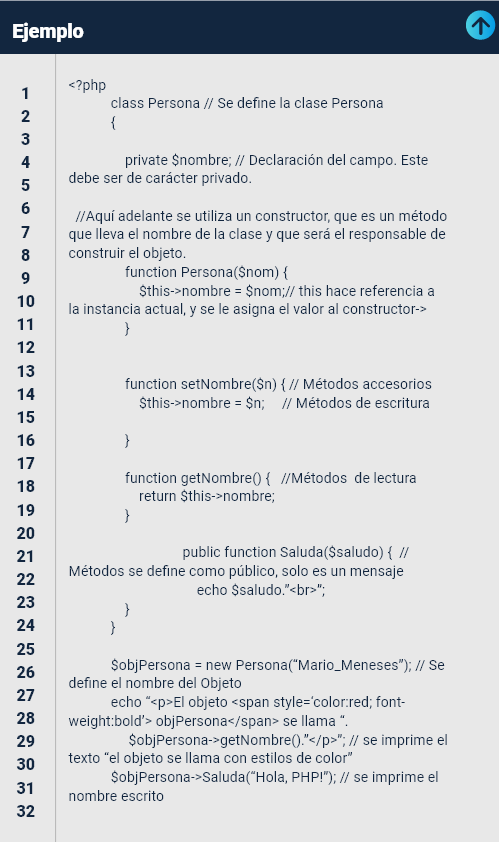 Ejemplo
1
2
3
4
5
6
7
8
9
10
11
12
13
14
15
16
17
18
19
20
21
22
23
24
25
26
27
28
29
30
31
32
<?php
class Persona // Se define la clase Persona
{
private $nombre; // Declaración del campo. Este
debe ser de carácter privado.
//Aquí adelante se utiliza un constructor, que es un método
que lleva el nombre de la clase y que será el responsable de
construir el objeto.
function Persona($nom) {
$this->nombre = $nom;// this hace referencia a
la instancia actual, y se le asigna el valor al constructor->
}
function setNombre($n) { // Métodos accesorios
$this->nombre = $n; // Métodos de escritura
}
function getNombre() { //Métodos de lectura
return $this->nombre;
}
public function Saluda($saludo) { //
Métodos se define como público, solo es un mensaje
echo $saludo.”<br>”;
}
}
$objPersona = new Persona(“Mario_Meneses”); // Se
define el nombre del Objeto
echo “<p>El objeto <span style=‘color:red; font-
weight:bold’> objPersona</span> se llama “.
$objPersona->getNombre().”</p>”; // se imprime el
texto “el objeto se llama con estilos de color”
$objPersona->Saluda(“Hola, PHP!”); // se imprime el
nombre escrito